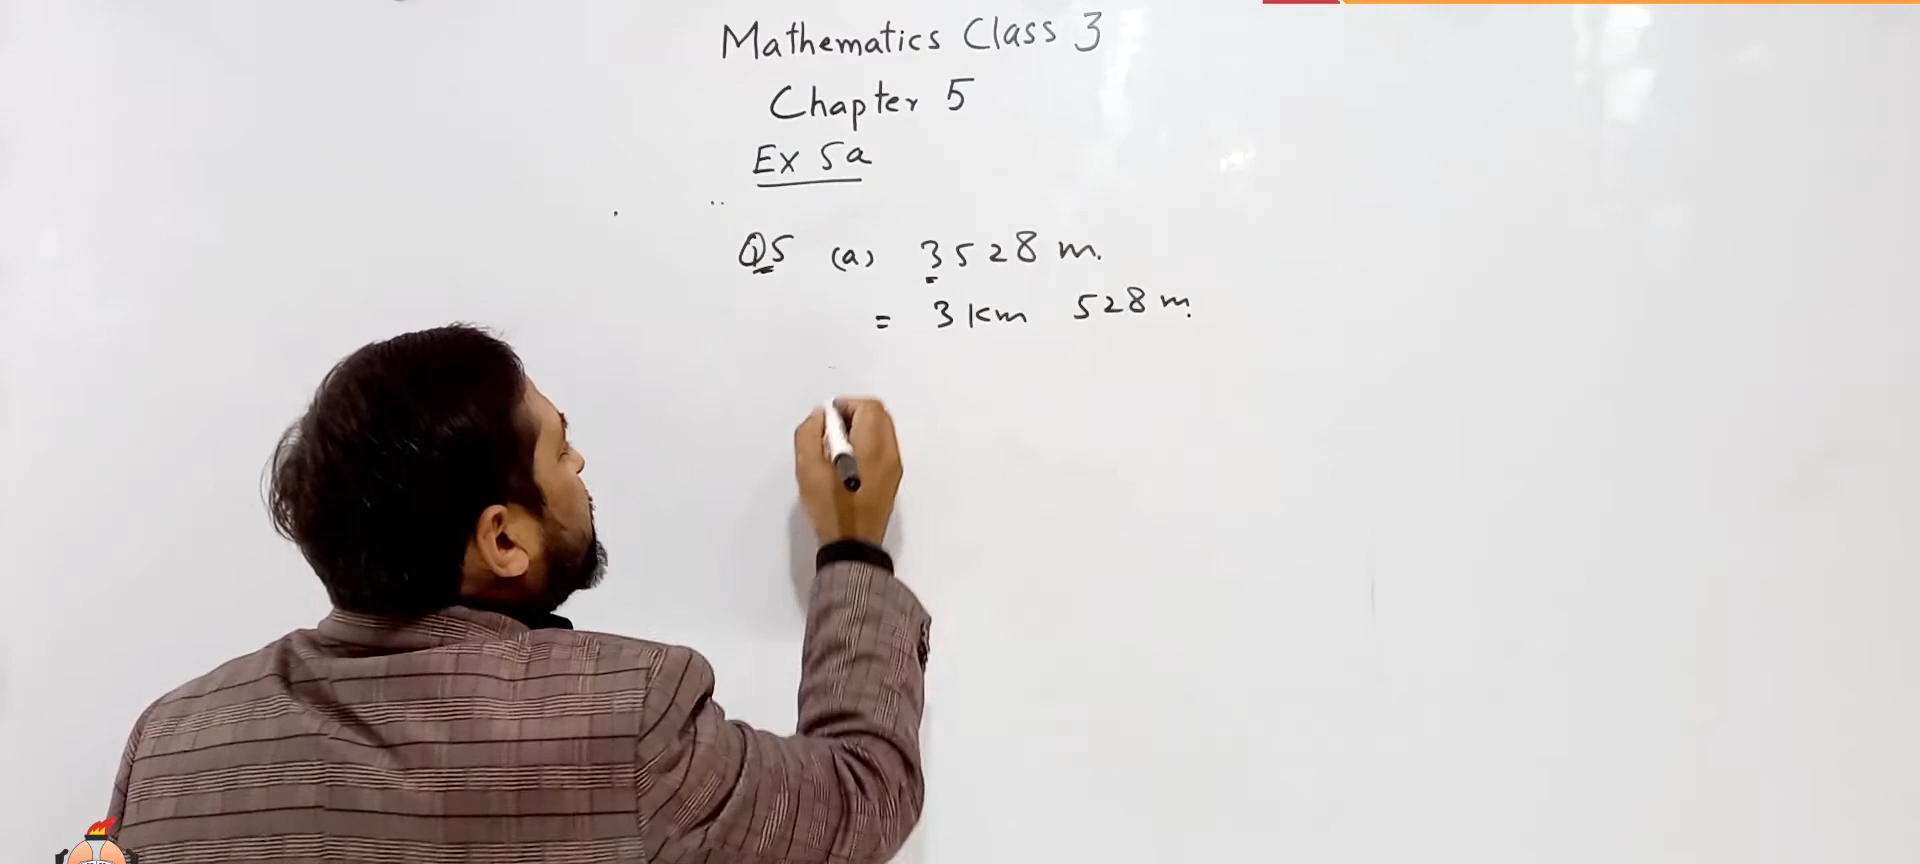 Mathematics Class 3
Chapter 5
Ex 5a
Q5 (a) 3528 m.
= 3 km 528 m.